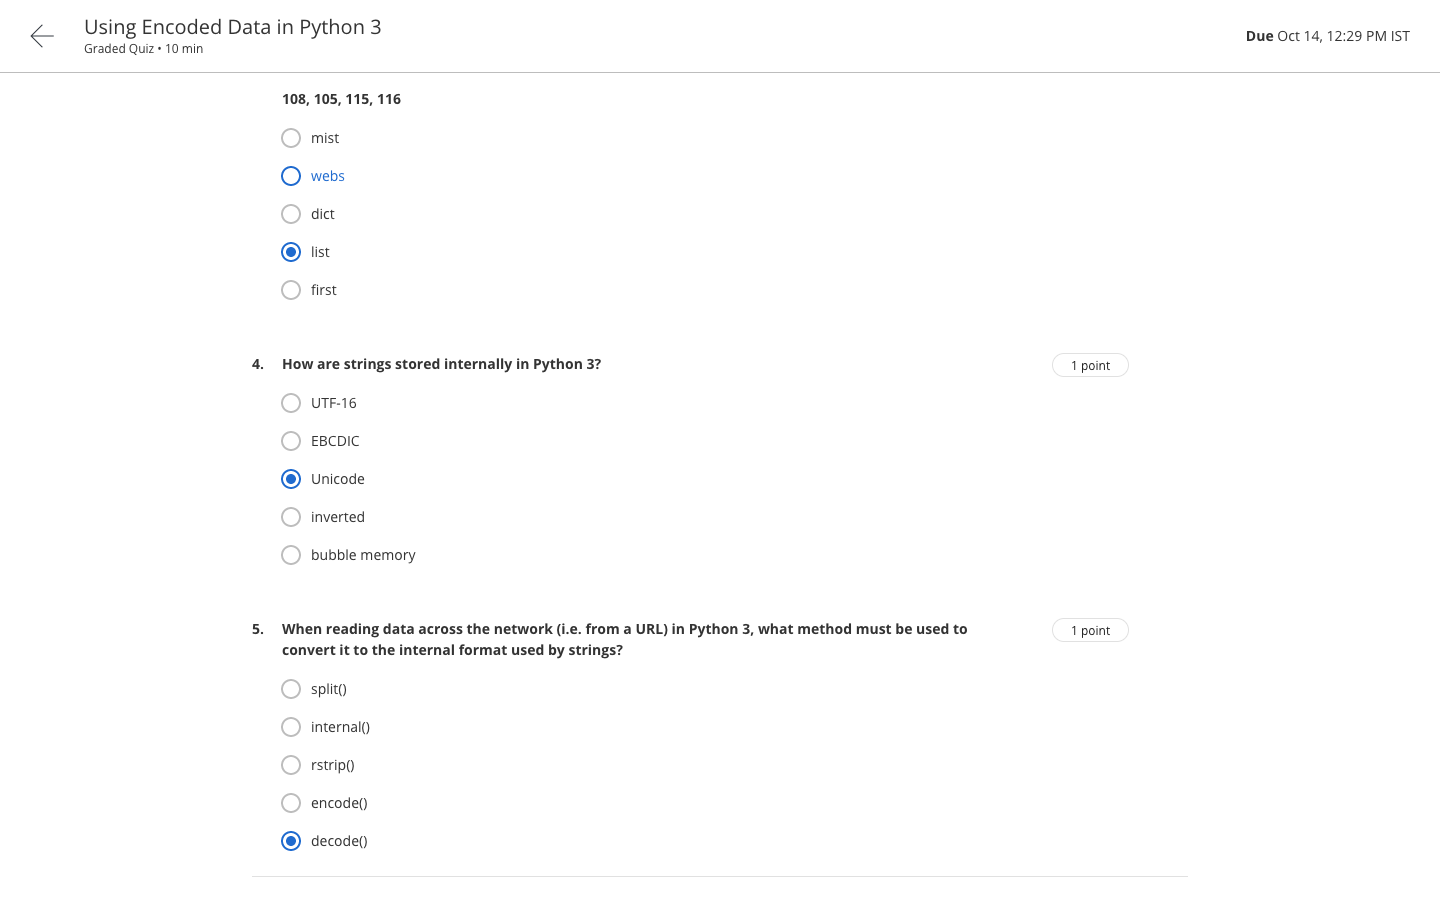 Using Encoded Data in Python 3
Graded Quiz • 10 min
Due Oct 14, 12:29 PM IST
108, 105, 115, 116
mist
webs
dict
list
first
4. How are strings stored internally in Python 3?
1 point
UTF-16
EBCDIC
Unicode
inverted
bubble memory
5. When reading data across the network (i.e. from a URL) in Python 3, what method must be used to
convert it to the internal format used by strings?
1 point
split()
internal()
rstrip()
encode()
decode()